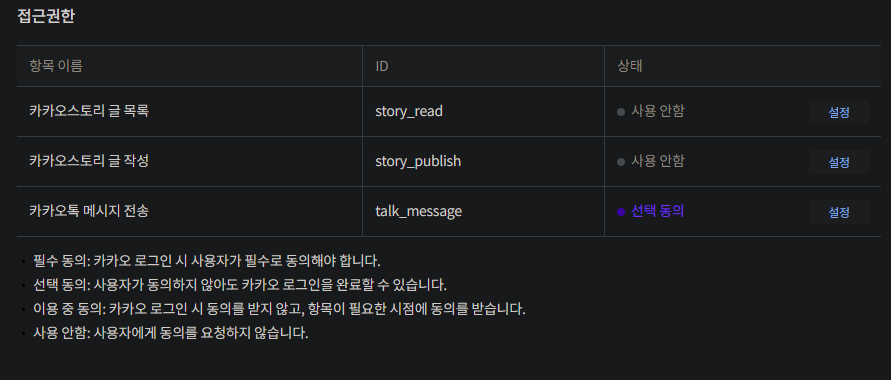 접근권한
항목 이름 ID 상태
카카오스토리 글 목록 story_read 사용 안함 설정
카카오스토리 글 작성 story_publish 사용 안함 설정
카카오톡 메시지 전송 talk_message 선택 동의 설정
필수 동의: 카카오 로그인 시 사용자가 필수로 동의해야 합니다.
선택 동의: 사용자가 동의하지 않아도 카카오 로그인을 완료할 수 있습니다.
이용 중 동의: 카카오 로그인 시 동의를 받지 않고, 항목이 필요한 시점에 동의를 받습니다.
사용 안함: 사용자에게 동의를 요청하지 않습니다.